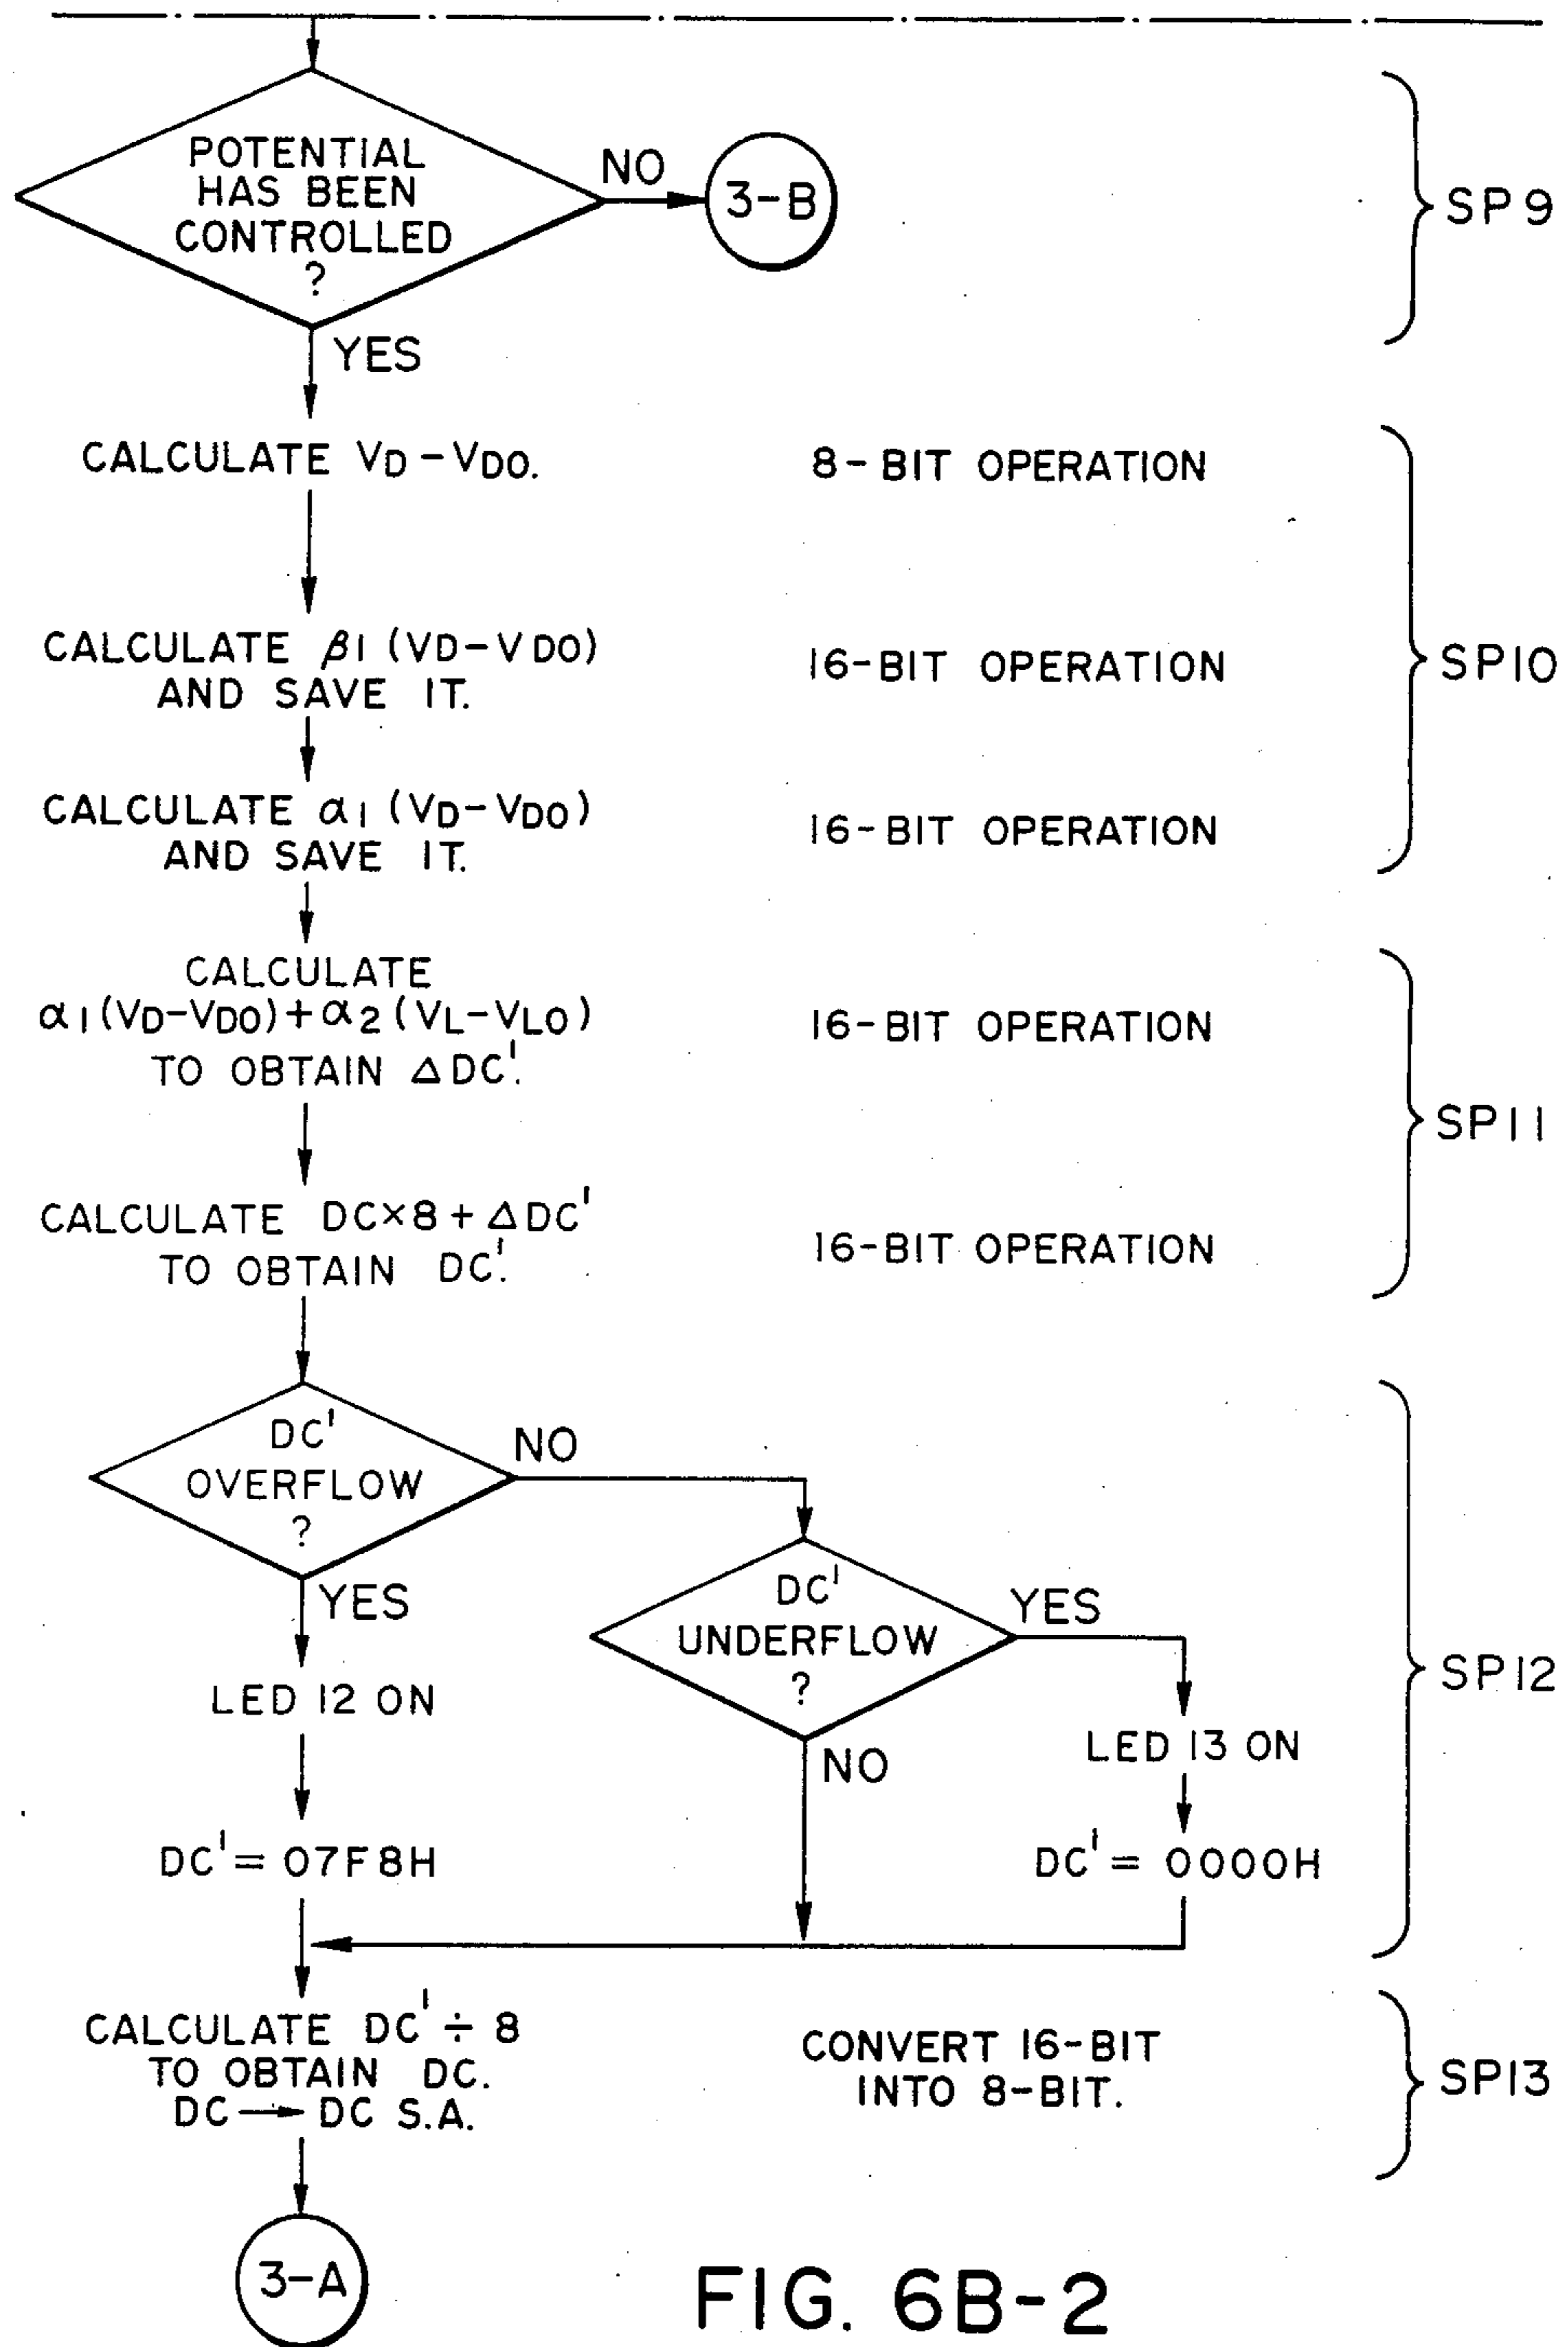 POTENTIAL
HAS BEEN
CONTROLLED
?
NO
3-B
SP9
YES
CALCULATE VD-VDO.
8-BIT OPERATION
CALCULATE β1 (VD-VDO)
AND SAVE IT.
16-BIT OPERATION
SP10
CALCULATE α1 (VD-VDO)
AND SAVE IT.
16-BIT OPERATION
CALCULATE
α1(VD-VDO)+α2(VL-VLO)
TO OBTAIN ΔDC'.
16-BIT OPERATION
SP11
CALCULATE DC×8+ΔDC'
TO OBTAIN DC'.
16-BIT OPERATION
DC'
OVERFLOW
?
NO
YES
DC'
UNDERFLOW
?
YES
NO
SP12
LED 12 ON
LED 13 ON
DC'= 07F8H
DC'= 0000H
CALCULATE DC'÷8
TO OBTAIN DC.
DC→DC S.A.
CONVERT 16-BIT
INTO 8-BIT.
SP13
3-A
FIG. 6B-2